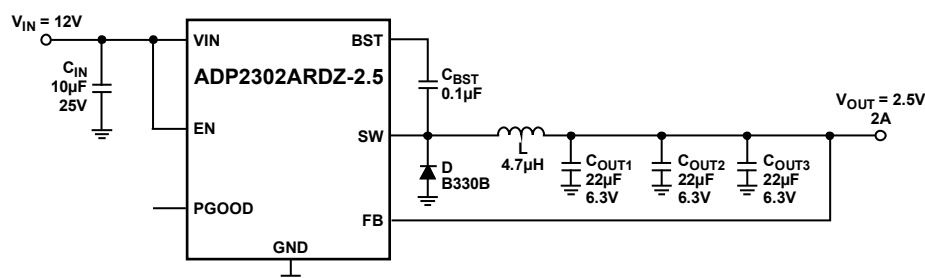 VIN = 12V
CIN
10µF
25V
VIN
EN
PGOOD
ADP2302ARDZ-2.5
GND
BST
SW
FB
CBST
0.1µF
D
B330B
L
4.7µH
COUT1
22µF
6.3V
COUT2
22µF
6.3V
COUT3
22µF
6.3V
VOUT = 2.5V
2A